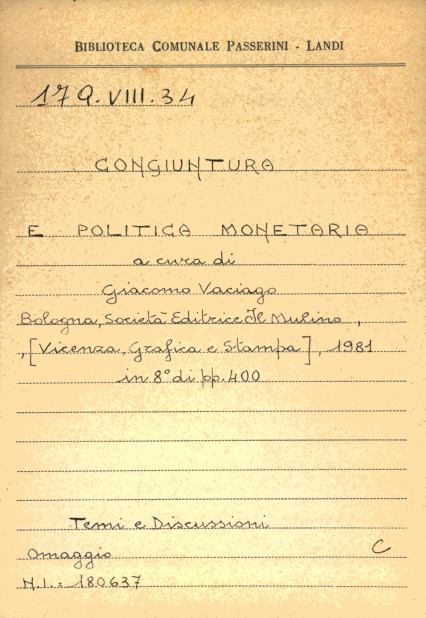 BIBLIOTECA COMUNALE PASSERINI - LANDI
17Q.VIII.34
CONGIUNTURA
E POLITICA MONETARIA
a cura di
Giacomo Vaciago
Bologna, Società Editrice Il Mulino ,
,[Vicenza, Grafica e Stampa], 1981
in 8° di pp. 400
Temi e Discussioni
Omaggio C
N.I.= 180637